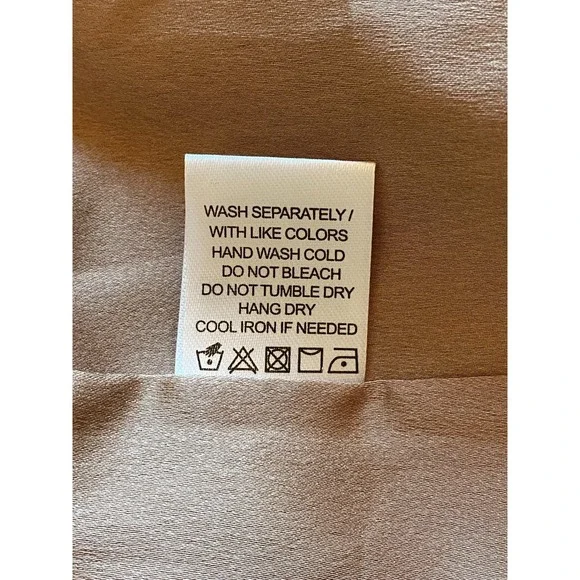 WASH SEPARATELY /
WITH LIKE COLORS
HAND WASH COLD
DO NOT BLEACH
DO NOT TUMBLE DRY
HANG DRY
COOL IRON IF NEEDED